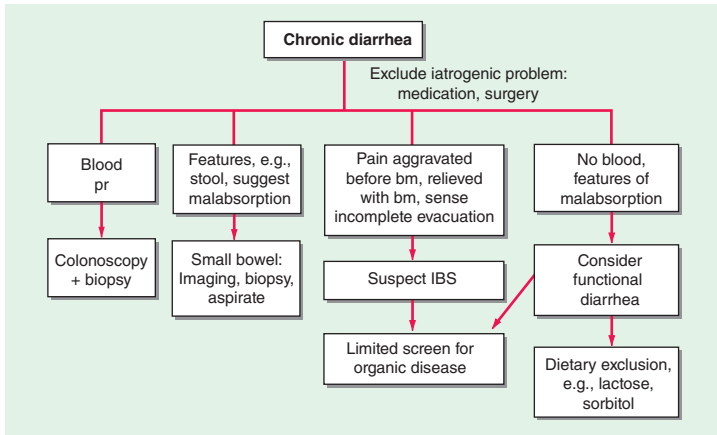 Chronic diarrhea
Exclude iatrogenic problem:
medication, surgery
Blood
pr
Features, e.g.,
stool, suggest
malabsorption
Pain aggravated
before bm, relieved
with bm, sense
incomplete evacuation
No blood,
features of
malabsorption
Colonoscopy
+ biopsy
Small bowel:
Imaging, biopsy,
aspirate
Suspect IBS
Consider
functional
diarrhea
Limited screen for
organic disease
Dietary exclusion,
e.g., lactose,
sorbitol